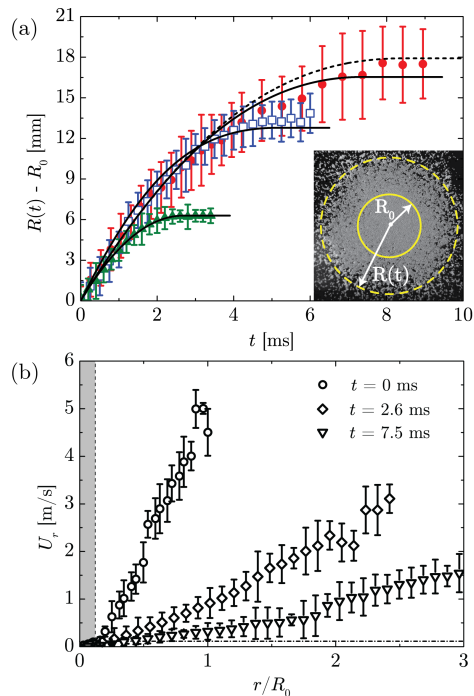 (a)
18
15
12
9
6
3
0
R(t) - R₀ [mm]
R₀
R(t)
0 2 4 6 8 10
t [ms]
(b)
6
5
4
3
2
1
0
Uᵣ [m/s]
t = 0 ms
t = 2.6 ms
t = 7.5 ms
0 1 2 3
r/R₀